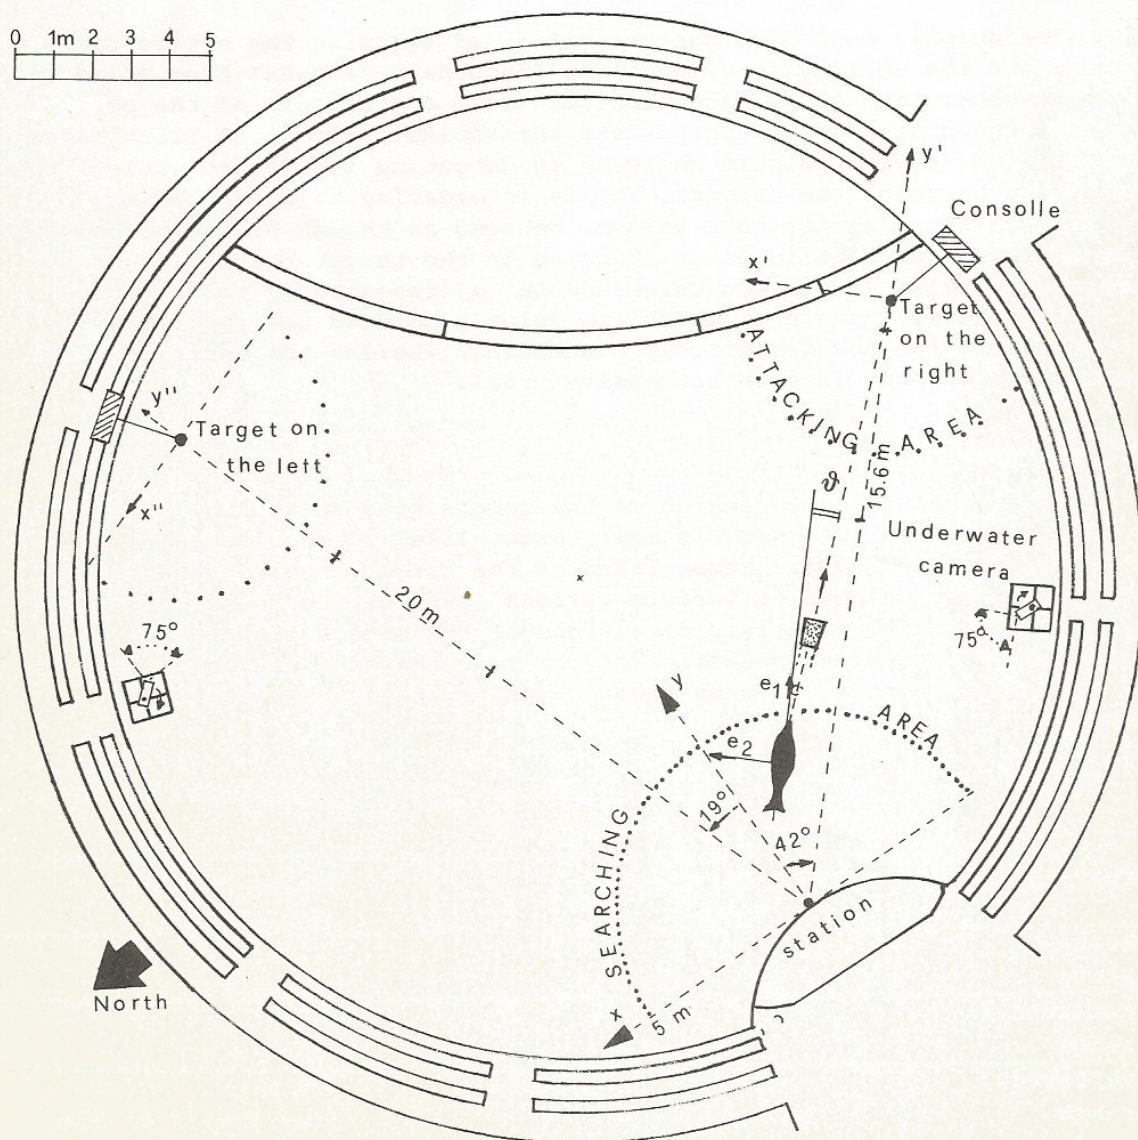 0 1m 2 3 4 5
y'
Consolle
x'
Target
on the
right
ATTACKING AREA
y''
Target on
the left
x''
ϑ
15.6 m
Underwater
camera
20m
75°
75°
y
e1
e2
AREA
19°
42°
SEARCHING
station
North
x
5 m